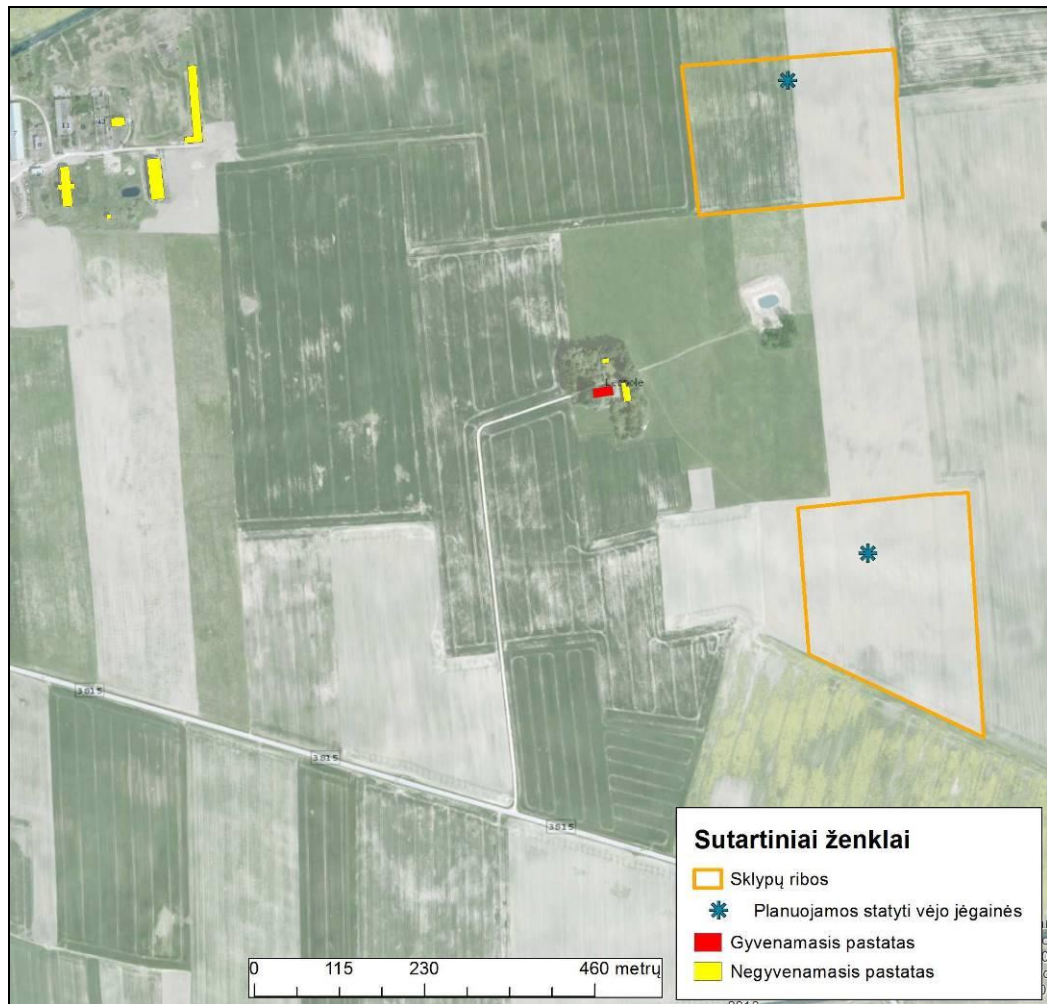 3815
3815
3815
Sutartiniai ženklai
Sklypų ribos
Planuojamos statyti vėjo jėgainės
Gyvenamasis pastatas
Negyvenamasis pastatas
0 115 230 460 metrų